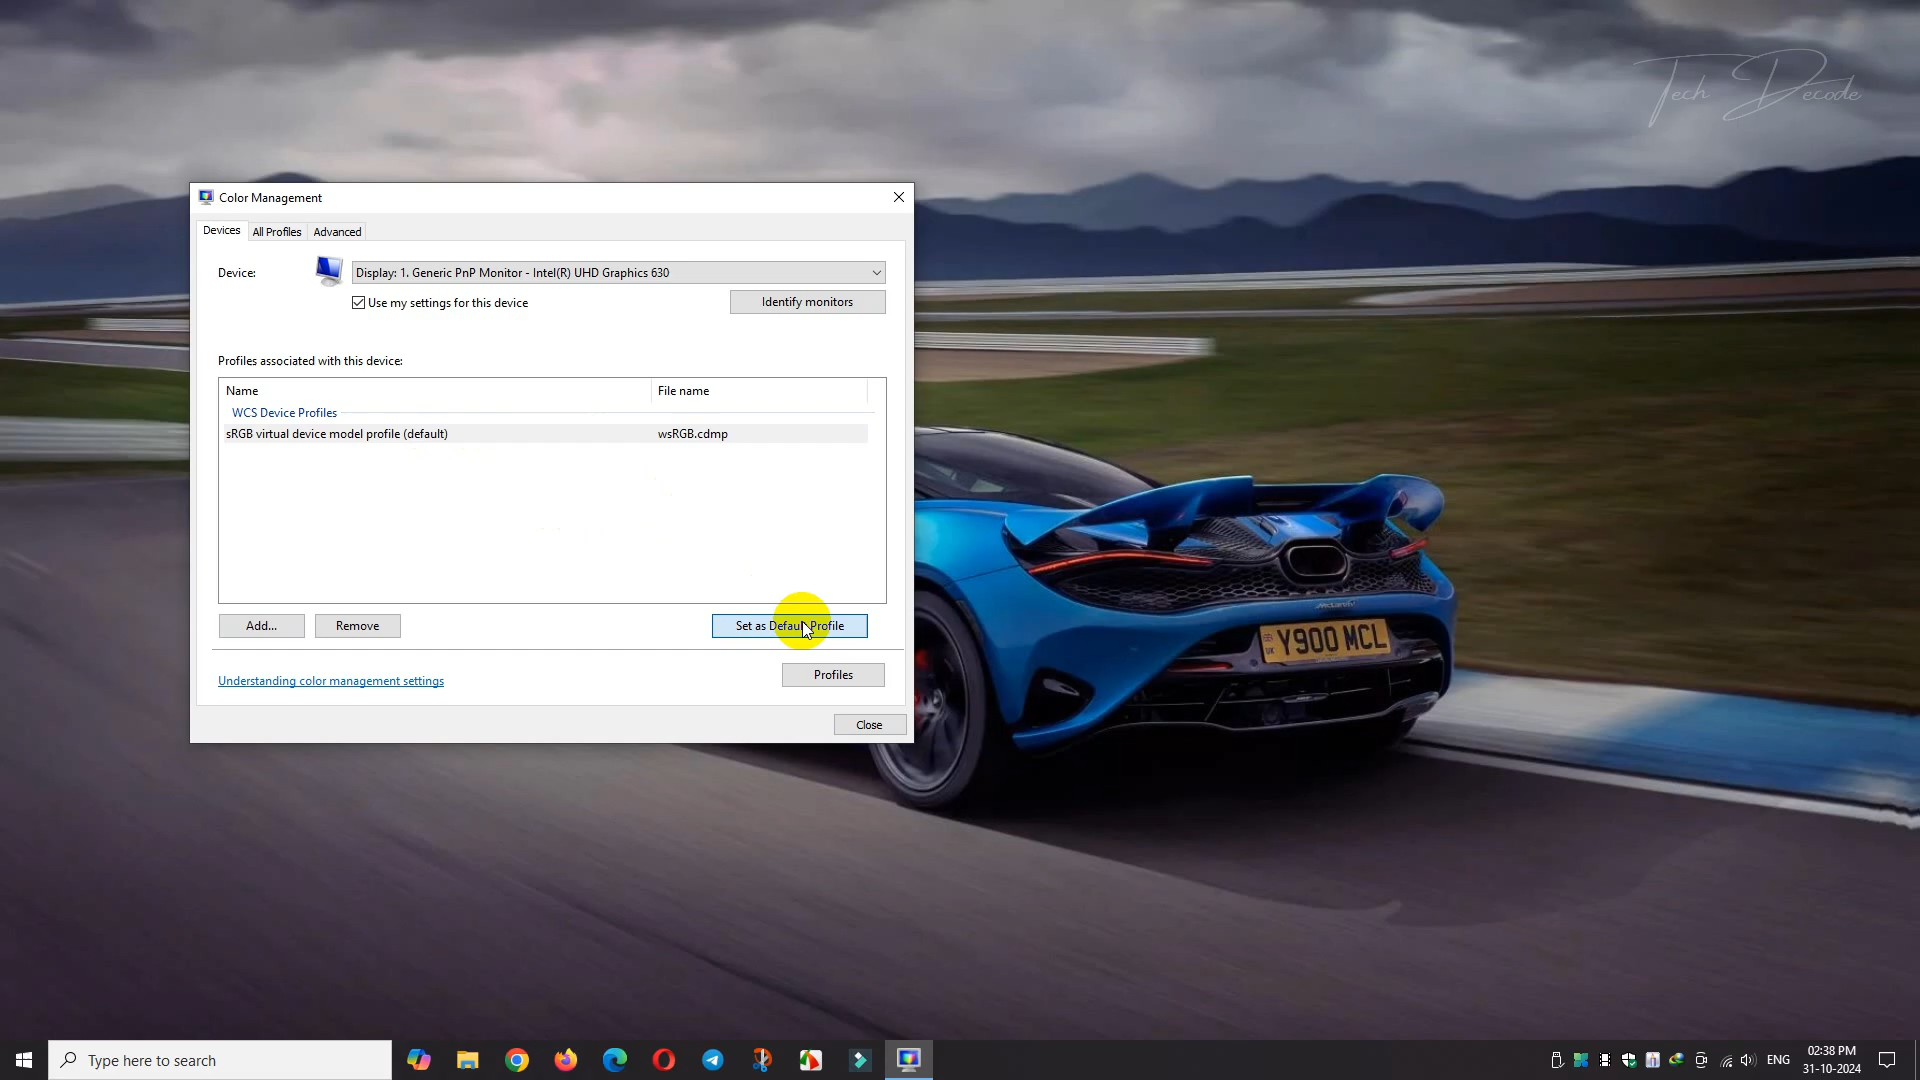 Tech Decode
Color Management
Devices
All Profiles
Advanced
Device:
Display: 1. Generic PnP Monitor - Intel(R) UHD Graphics 630
Use my settings for this device
Identify monitors
Profiles associated with this device:
Name
File name
WCS Device Profiles
sRGB virtual device model profile (default)
wsRGB.cdmp
Add...
Remove
Set as Default Profile
Understanding color management settings
Profiles
Close
McLaren
UK
Y900 MCL
Type here to search
ENG
02:38 PM
31-10-2024